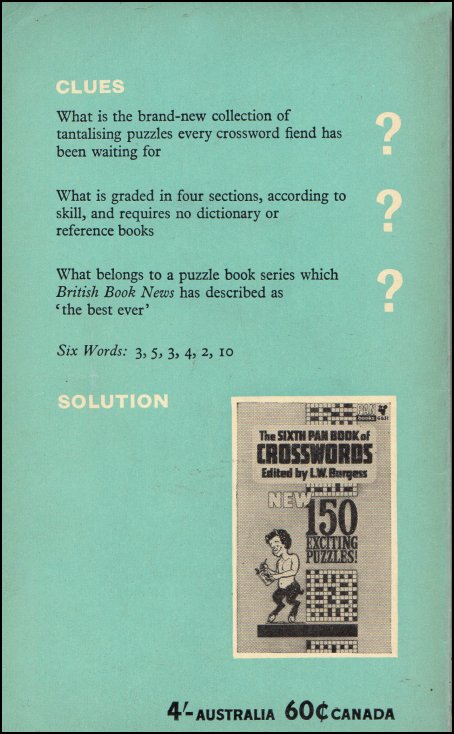 CLUES
What is the brand-new collection of
tantalising puzzles every crossword fiend has
been waiting for
?
What is graded in four sections, according to
skill, and requires no dictionary or
reference books
?
What belongs to a puzzle book series which
British Book News has described as
‘the best ever’
?
Six Words: 3, 5, 3, 4, 2, 10
SOLUTION
PAN
books
The SIXTH PAN BOOK of
CROSSWORDS
Edited by L.W. Burgess
NEW
150
EXCITING
PUZZLES!
4'- AUSTRALIA 60¢ CANADA